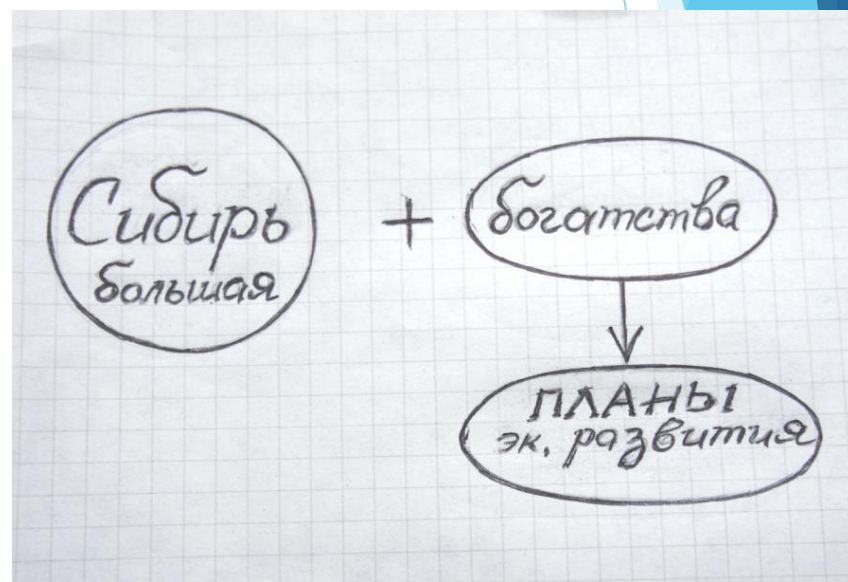 Сибирь
большая
+
богатства
ПЛАНЫ
эк. развития